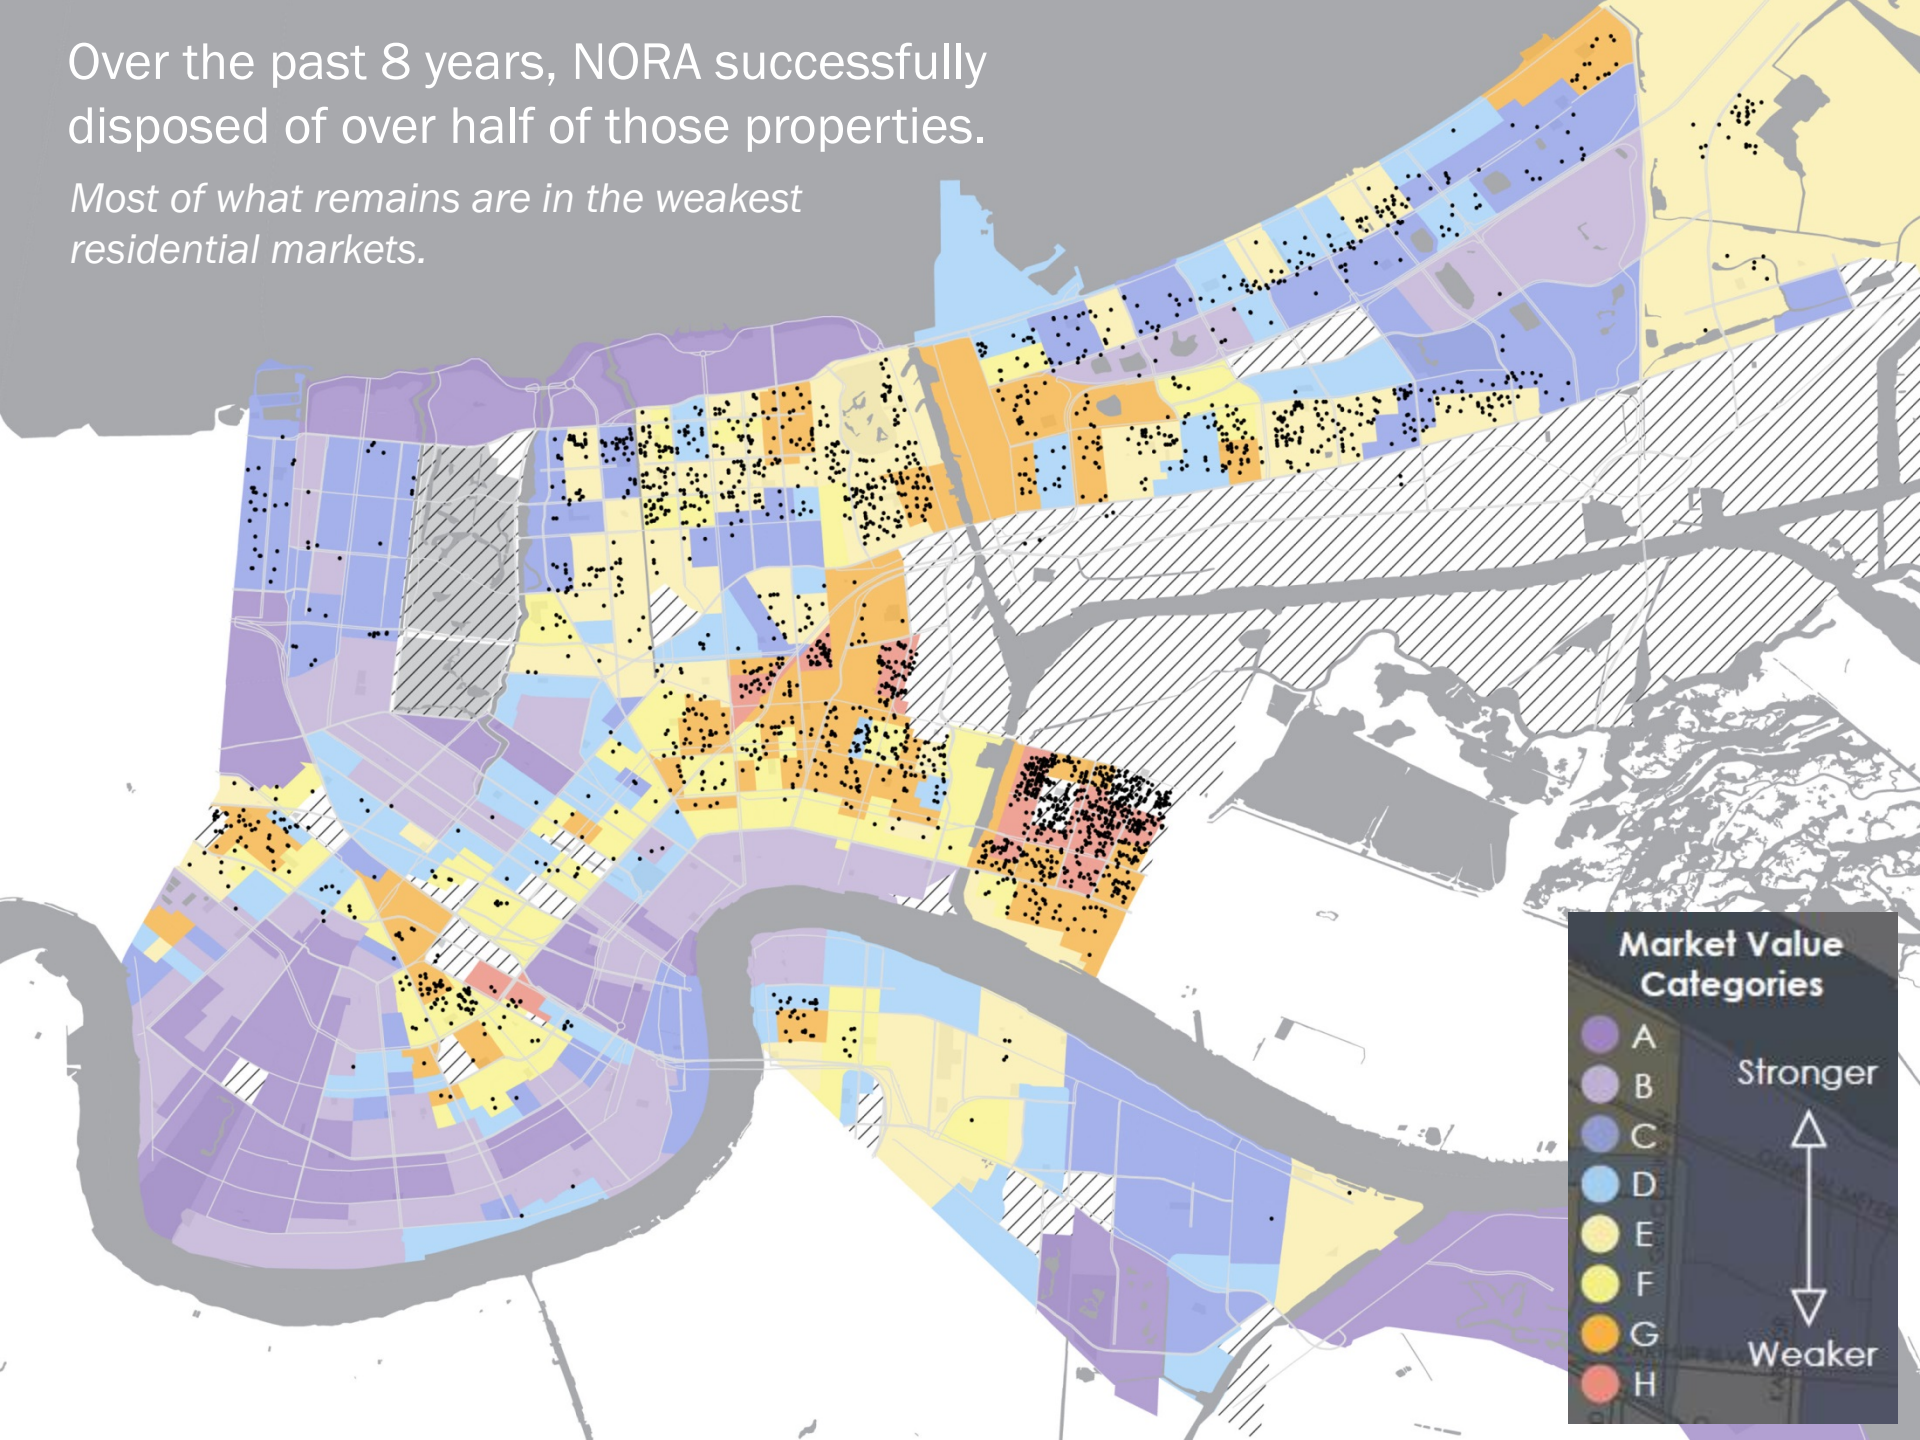 Over the past 8 years, NORA successfully
disposed of over half of those properties.
Most of what remains are in the weakest
residential markets.
Market Value
Categories
A
B
C
D
E
F
G
H
Stronger
Weaker